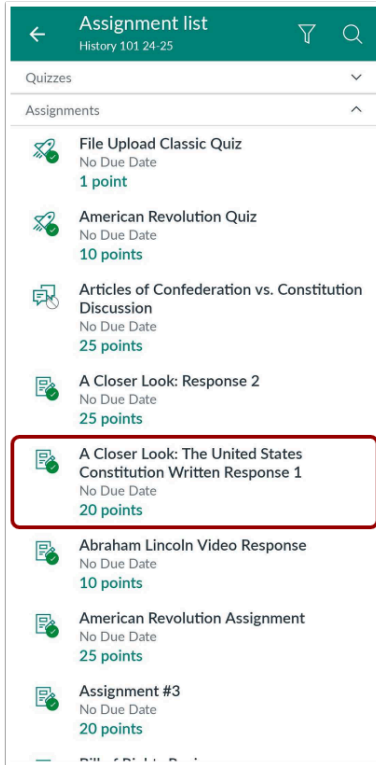 Assignment list
History 101 24-25
Quizzes
Assignments
File Upload Classic Quiz
No Due Date
1 point
American Revolution Quiz
No Due Date
10 points
Articles of Confederation vs. Constitution
Discussion
No Due Date
25 points
A Closer Look: Response 2
No Due Date
25 points
A Closer Look: The United States
Constitution Written Response 1
No Due Date
20 points
Abraham Lincoln Video Response
No Due Date
10 points
American Revolution Assignment
No Due Date
25 points
Assignment #3
No Due Date
20 points